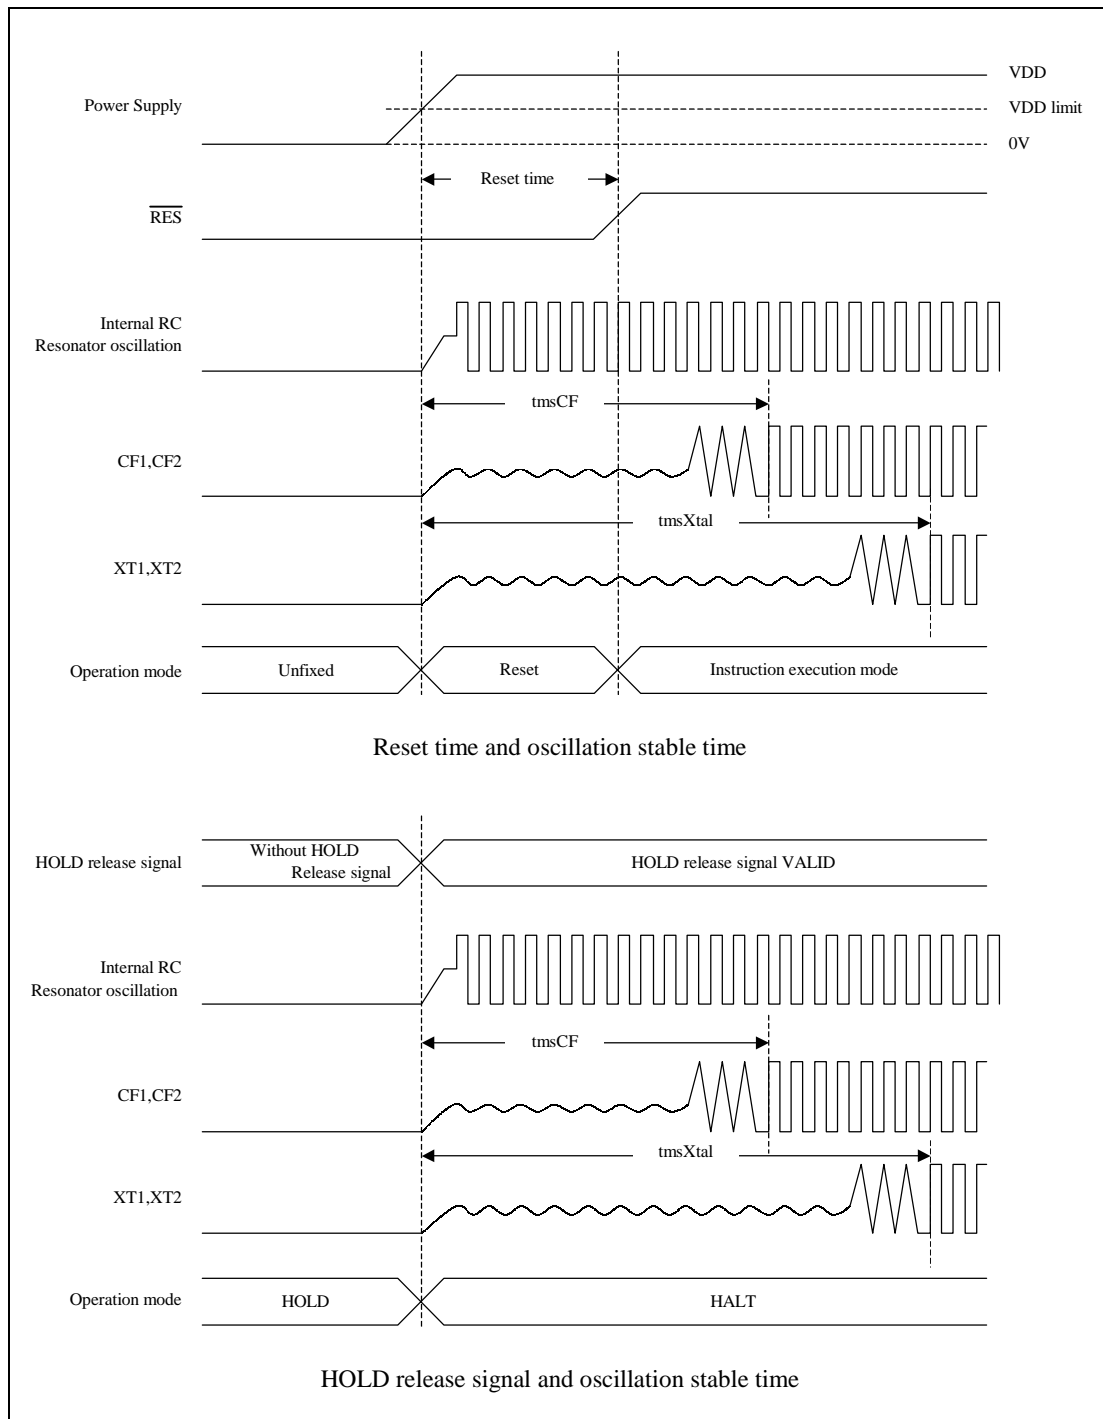 VDD
Power Supply
VDD limit
0V
Reset time
RES
Internal RC
Resonator oscillation
tmsCF
CF1,CF2
tmsXtal
XT1,XT2
Operation mode
Unfixed
Reset
Instruction execution mode
Reset time and oscillation stable time
HOLD release signal
Without HOLD
Release signal
HOLD release signal VALID
Internal RC
Resonator oscillation
tmsCF
CF1,CF2
tmsXtal
XT1,XT2
Operation mode
HOLD
HALT
HOLD release signal and oscillation stable time